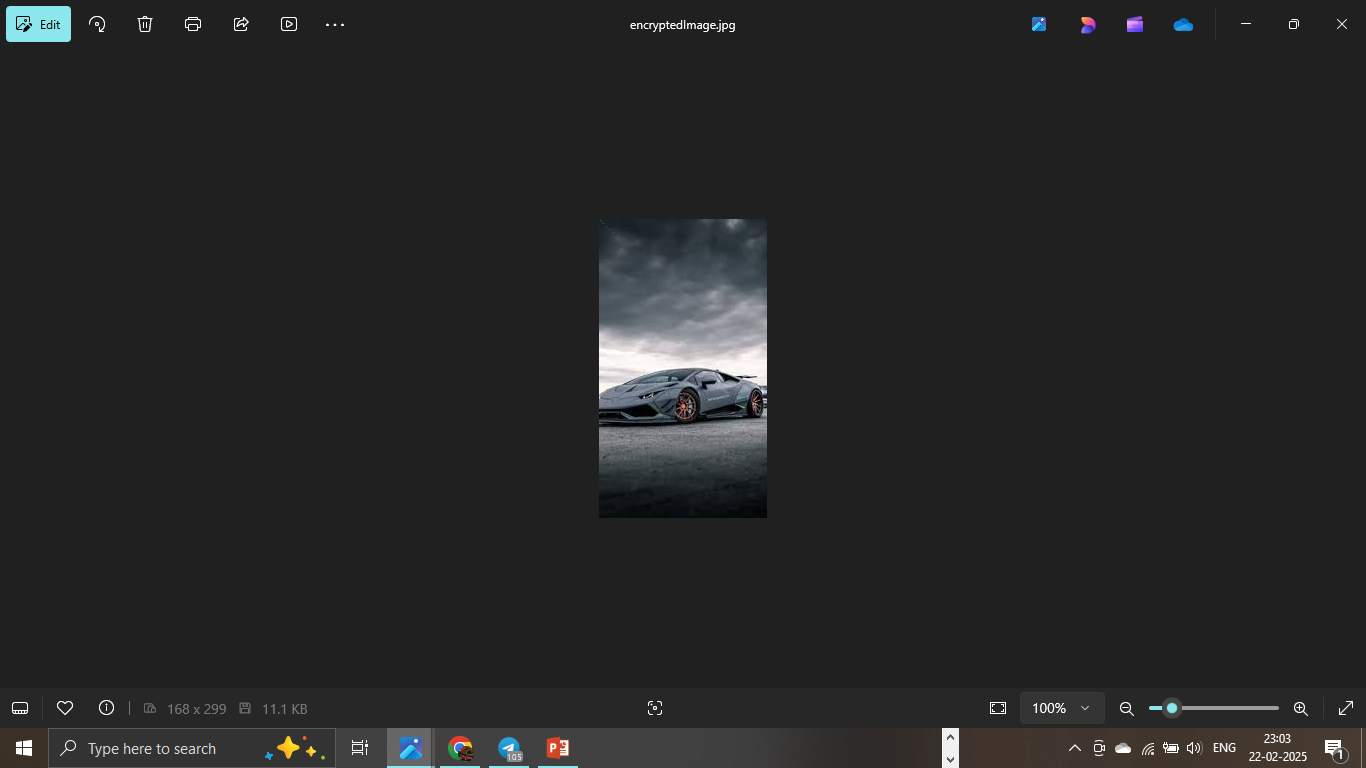 Edit
encryptedImage.jpg
168 x 299
11.1 KB
100%
Type here to search
105
ENG
23:03
22-02-2025
1